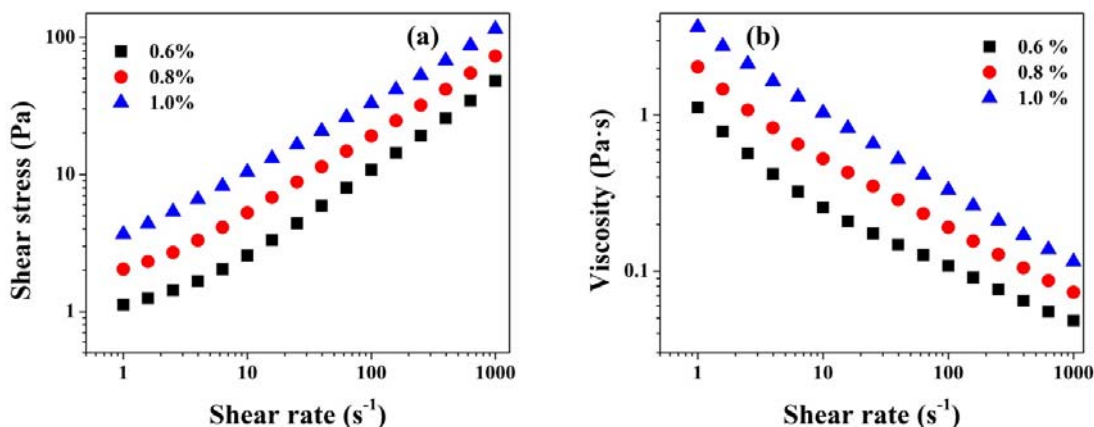 (a)
0.6%
0.8%
1.0%
100
10
1
Shear stress (Pa)
1 10 100 1000
Shear rate (s⁻¹)
(b)
0.6 %
0.8 %
1.0 %
1
0.1
Viscosity (Pa·s)
1 10 100 1000
Shear rate (s⁻¹)